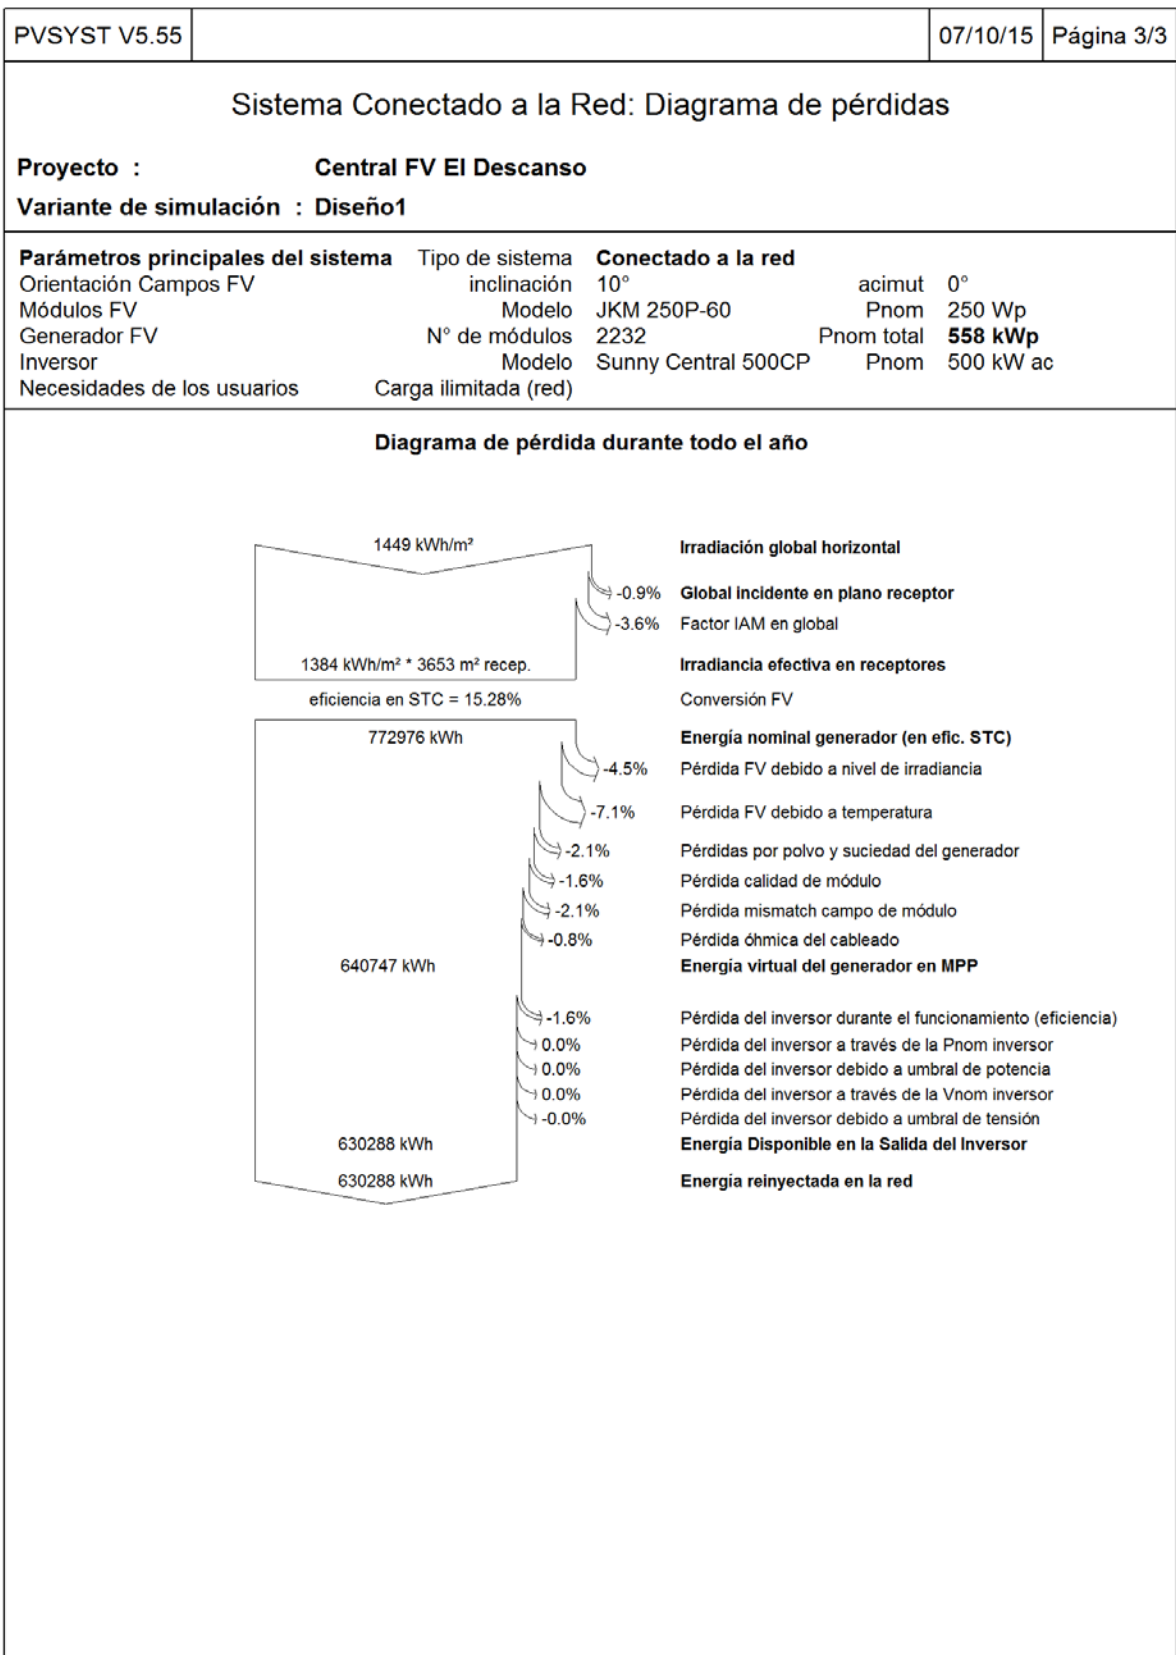 PVSYST V5.55 07/10/15 Página 3/3
Sistema Conectado a la Red: Diagrama de pérdidas
Proyecto : Central FV El Descanso
Variante de simulación : Diseño1
Parámetros principales del sistema Tipo de sistema Conectado a la red
Orientación Campos FV inclinación 10° acimut 0°
Módulos FV Modelo JKM 250P-60 Pnom 250 Wp
Generador FV N° de módulos 2232 Pnom total 558 kWp
Inversor Modelo Sunny Central 500CP Pnom 500 kW ac
Necesidades de los usuarios Carga ilimitada (red)
Diagrama de pérdida durante todo el año
1449 kWh/m² Irradiación global horizontal
-0.9% Global incidente en plano receptor
-3.6% Factor IAM en global
1384 kWh/m² * 3653 m² recep. Irradiancia efectiva en receptores
eficiencia en STC = 15.28% Conversión FV
772976 kWh Energía nominal generador (en efic. STC)
-4.5% Pérdida FV debido a nivel de irradiancia
-7.1% Pérdida FV debido a temperatura
-2.1% Pérdidas por polvo y suciedad del generador
-1.6% Pérdida calidad de módulo
-2.1% Pérdida mismatch campo de módulo
-0.8% Pérdida óhmica del cableado
640747 kWh Energía virtual del generador en MPP
-1.6% Pérdida del inversor durante el funcionamiento (eficiencia)
0.0% Pérdida del inversor a través de la Pnom inversor
0.0% Pérdida del inversor debido a umbral de potencia
0.0% Pérdida del inversor a través de la Vnom inversor
-0.0% Pérdida del inversor debido a umbral de tensión
630288 kWh Energía Disponible en la Salida del Inversor
630288 kWh Energía reinyectada en la red